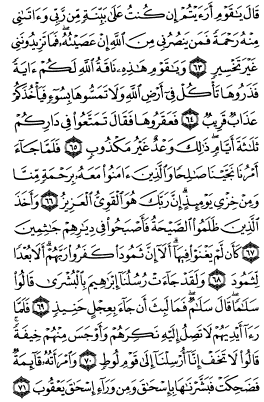 قَالَ يَٰقَوْمِ أَرَءَيْتُمْ إِن كُنتُ عَلَىٰ بَيِّنَةٍ مِّن رَّبِّى وَءَاتَىٰنِى
مِنْهُ رَحْمَةً فَمَن يَنصُرُنِى مِنَ ٱللَّهِ إِنْ عَصَيْتُهُۥ فَمَا تَزِيدُونَنِى
غَيْرَ تَخْسِيرٍ ٦٣ وَيَٰقَوْمِ هَٰذِهِۦ نَاقَةُ ٱللَّهِ لَكُمْ ءَايَةً
فَذَرُوهَا تَأْكُلْ فِىٓ أَرْضِ ٱللَّهِ وَلَا تَمَسُّوهَا بِسُوٓءٍ فَيَأْخُذَكُمْ
عَذَابٌ قَرِيبٌ ٦٤ فَعَقَرُوهَا فَقَالَ تَمَتَّعُوا۟ فِى دَارِكُمْ
ثَلَٰثَةَ أَيَّامٍ ذَٰلِكَ وَعْدٌ غَيْرُ مَكْذُوبٍ ٦٥ فَلَمَّا جَآءَ
أَمْرُنَا نَجَّيْنَا صَٰلِحًا وَٱلَّذِينَ ءَامَنُوا۟ مَعَهُۥ بِرَحْمَةٍ مِّنَّا
وَمِنْ خِزْىِ يَوْمِئِذٍ إِنَّ رَبَّكَ هُوَ ٱلْقَوِىُّ ٱلْعَزِيزُ ٦٦ وَأَخَذَ
ٱلَّذِينَ ظَلَمُوا۟ ٱلصَّيْحَةُ فَأَصْبَحُوا۟ فِى دِيَٰرِهِمْ جَٰثِمِينَ
٦٧ كَأَن لَّمْ يَغْنَوْا۟ فِيهَآ أَلَآ إِنَّ ثَمُودَا۟ كَفَرُوا۟ رَبَّهُمْ أَلَا بُعْدًا
لِّثَمُودَ ٦٨ وَلَقَدْ جَآءَتْ رُسُلُنَآ إِبْرَٰهِيمَ بِٱلْبُشْرَىٰ قَالُوا۟
سَلَٰمًا قَالَ سَلَٰمٌ فَمَا لَبِثَ أَن جَآءَ بِعِجْلٍ حَنِيذٍ ٦٩ فَلَمَّا
رَءَآ أَيْدِيَهُمْ لَا تَصِلُ إِلَيْهِ نَكِرَهُمْ وَأَوْجَسَ مِنْهُمْ خِيفَةً
قَالُوا۟ لَا تَخَفْ إِنَّآ أُرْسِلْنَآ إِلَىٰ قَوْمِ لُوطٍ ٧٠ وَٱمْرَأَتُهُۥ قَآئِمَةٌ
فَضَحِكَتْ فَبَشَّرْنَٰهَا بِإِسْحَٰقَ وَمِن وَرَآءِ إِسْحَٰقَ يَعْقُوبَ ٧١